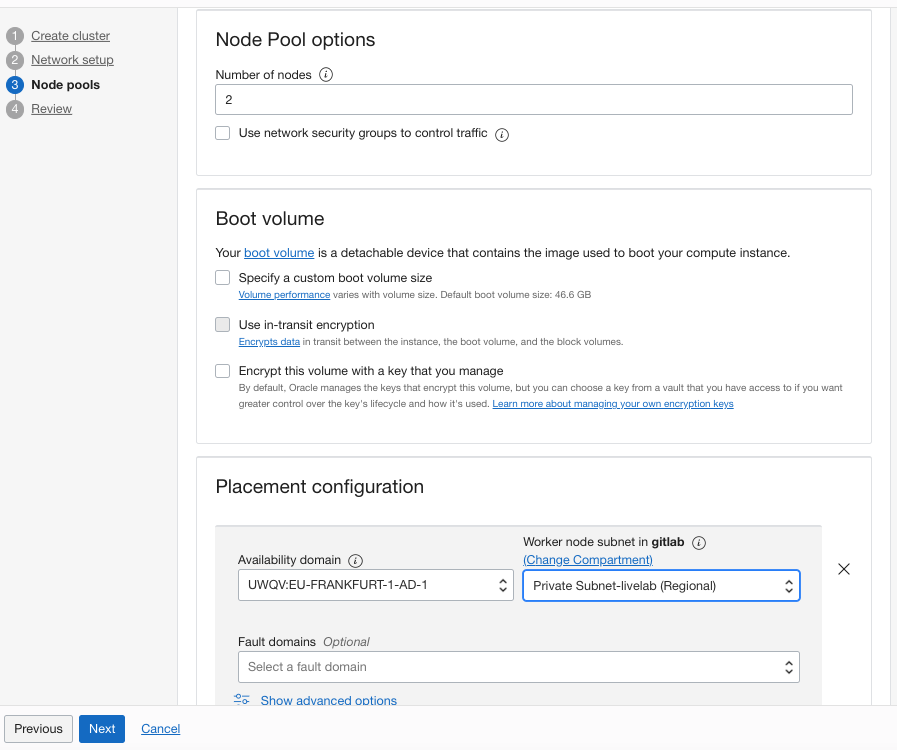 1 Create cluster
2 Network setup
3 Node pools
4 Review
Node Pool options
Number of nodes i
2
Use network security groups to control traffic i
Boot volume
Your boot volume is a detachable device that contains the image used to boot your compute instance.
Specify a custom boot volume size
Volume performance varies with volume size. Default boot volume size: 46.6 GB
Use in-transit encryption
Encrypts data in transit between the instance, the boot volume, and the block volumes.
Encrypt this volume with a key that you manage
By default, Oracle manages the keys that encrypt this volume, but you can choose a key from a vault that you have access to if you want
greater control over the key's lifecycle and how it's used. Learn more about managing your own encryption keys
Placement configuration
Availability domain i
UWQV:EU-FRANKFURT-1-AD-1
Worker node subnet in gitlab i
(Change Compartment)
Private Subnet-livelab (Regional)
Fault domains Optional
Select a fault domain
Show advanced options
Previous
Next
Cancel